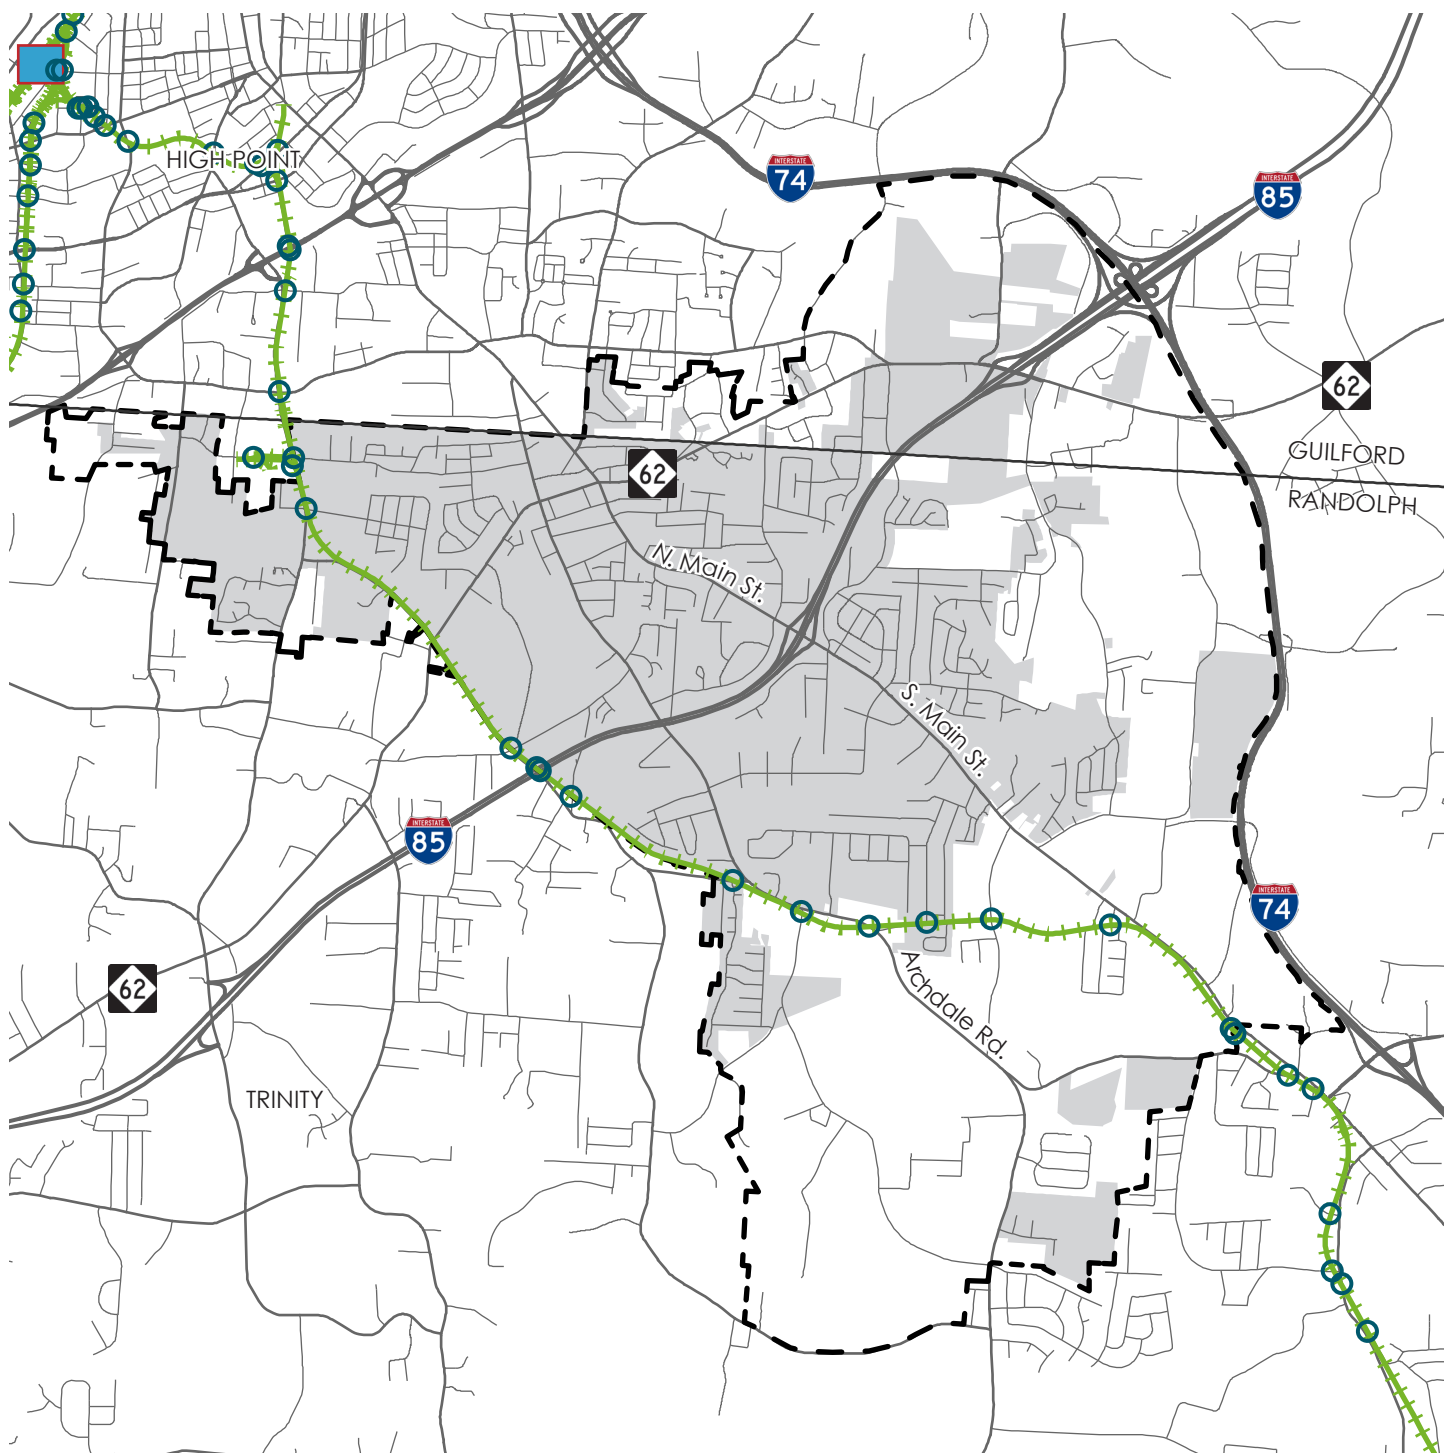 HIGH POINT
INTERSTATE
74
INTERSTATE
85
62
GUILFORD
62
RANDOLPH
N. Main St.
S. Main St.
INTERSTATE
85
INTERSTATE
74
62
Archdale Rd.
TRINITY